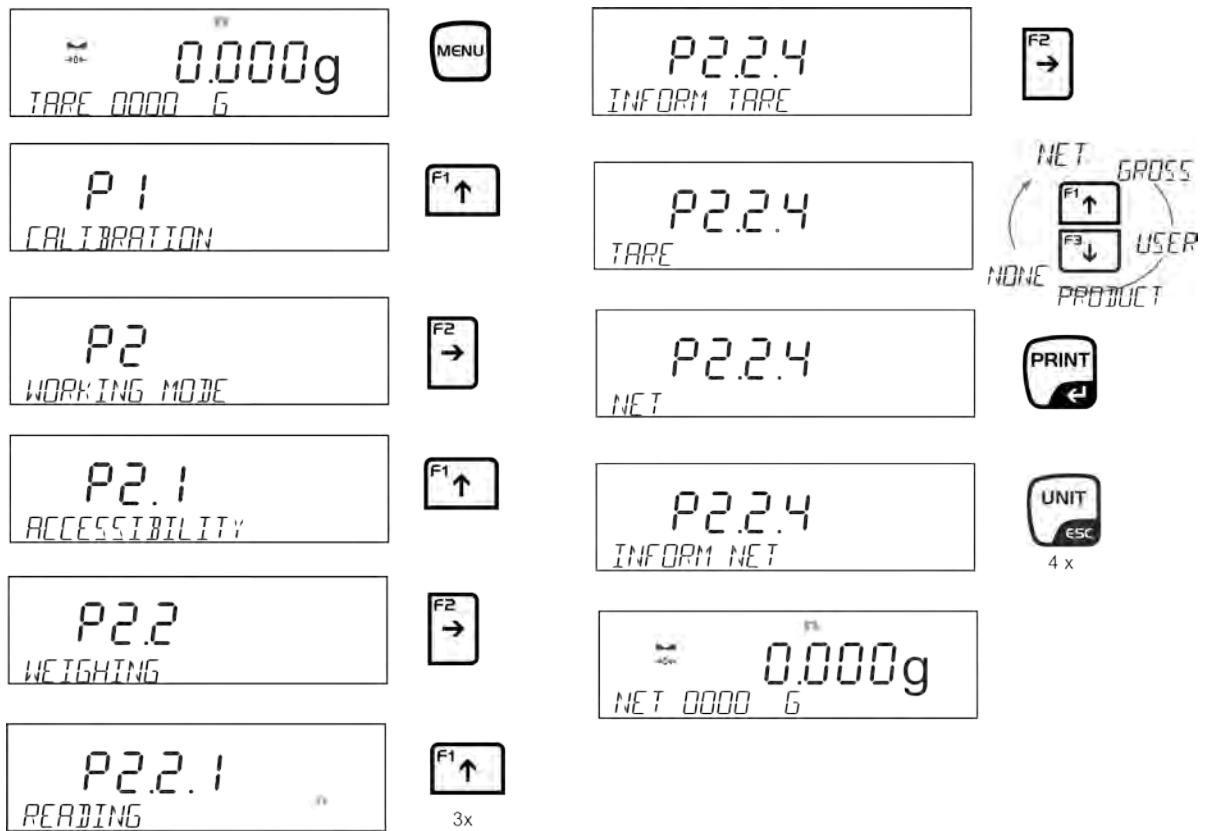 0.000g
TARE 0000 G
MENU
P1
CALIBRATION
F1
P2
WORKING MODE
F2
P2.1
ACCESSIBILITY
F1
P2.2
WEIGHING
F2
P2.2.1
READING
F1
3x
P2.2.4
INFORM TARE
F2
P2.2.4
TARE
NET
GROSS
F1
USER
F3
NONE
PRODUCT
P2.2.4
NET
PRINT
P2.2.4
INFORM NET
UNIT
ESC
4 x
0.000g
NET 0000 G